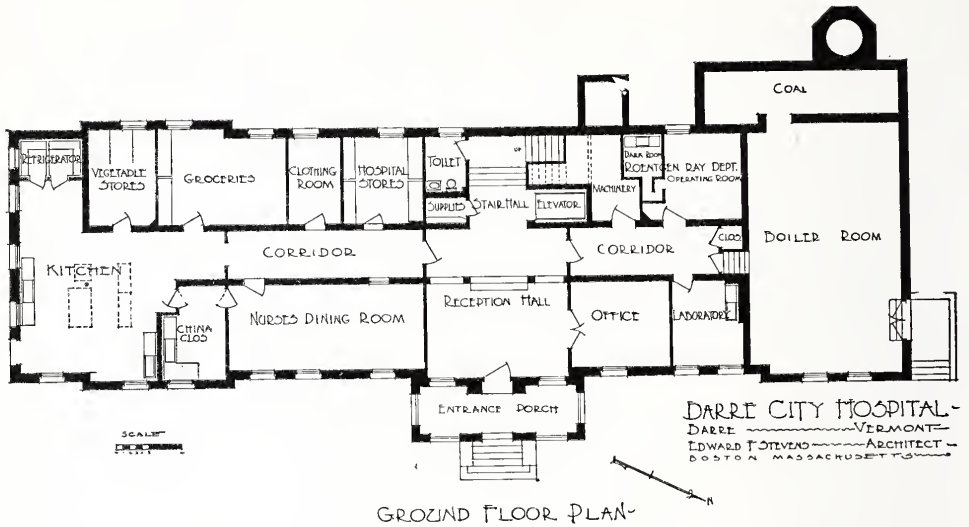 COAL
REFRIGERATOR
VEGETABLE
STORES
GROCERIES
CLOTHING
ROOM
HOSPITAL
STORES
TOILET
UP
DARK ROOM
ROENTGEN RAY DEPT.
OPERATING ROOM
MACHINERY
SUPPLIES
STAIR HALL
ELEVATOR
CORRIDOR
CORRIDOR
CLOS
BOILER ROOM
KITCHEN
CHINA
CLOS
NURSES DINING ROOM
RECEPTION HALL
OFFICE
LABORATORY
ENTRANCE PORCH
SCALE
BARRE CITY HOSPITAL-
BARRE VERMONT
EDWARD F STEVENS ARCHITECT
BOSTON MASSACHUSETTS
N
GROUND FLOOR PLAN-